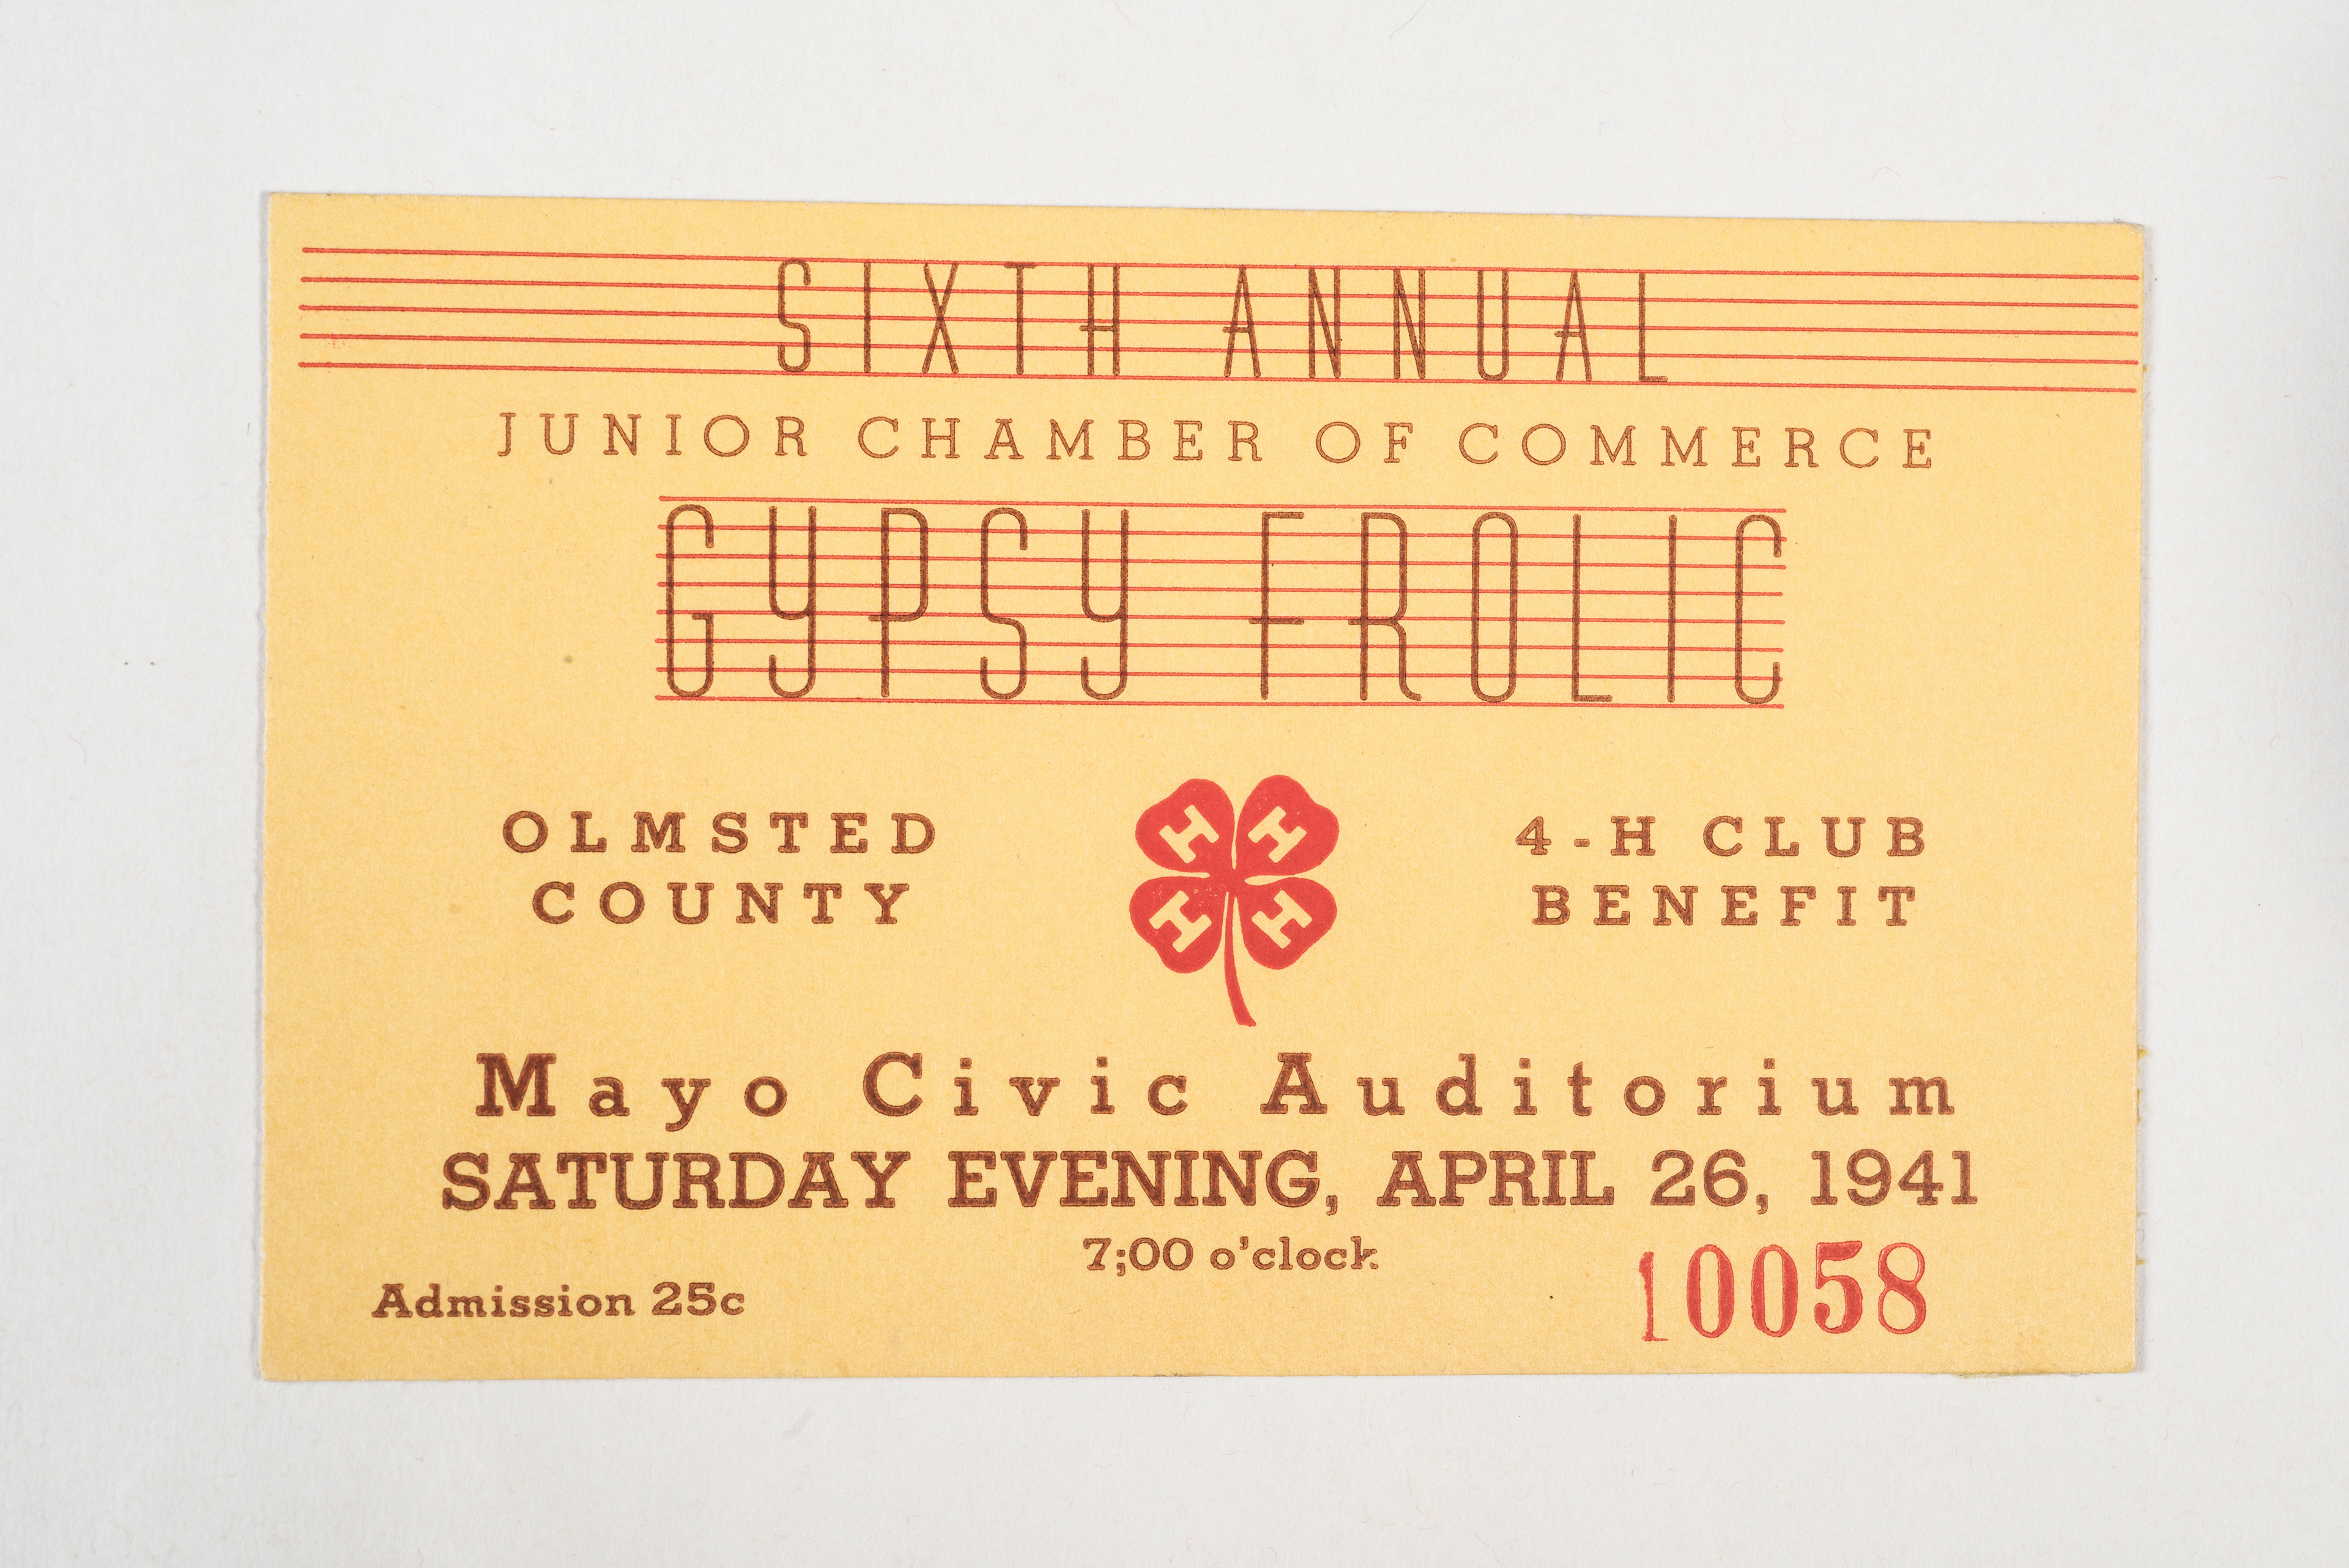 SIXTH ANNUAL
JUNIOR CHAMBER OF COMMERCE
GYPSY FROLIC
OLMSTED
COUNTY
H H
H H
4-H CLUB
BENEFIT
Mayo Civic Auditorium
SATURDAY EVENING, APRIL 26, 1941
7;00 o'clock
Admission 25c
10058